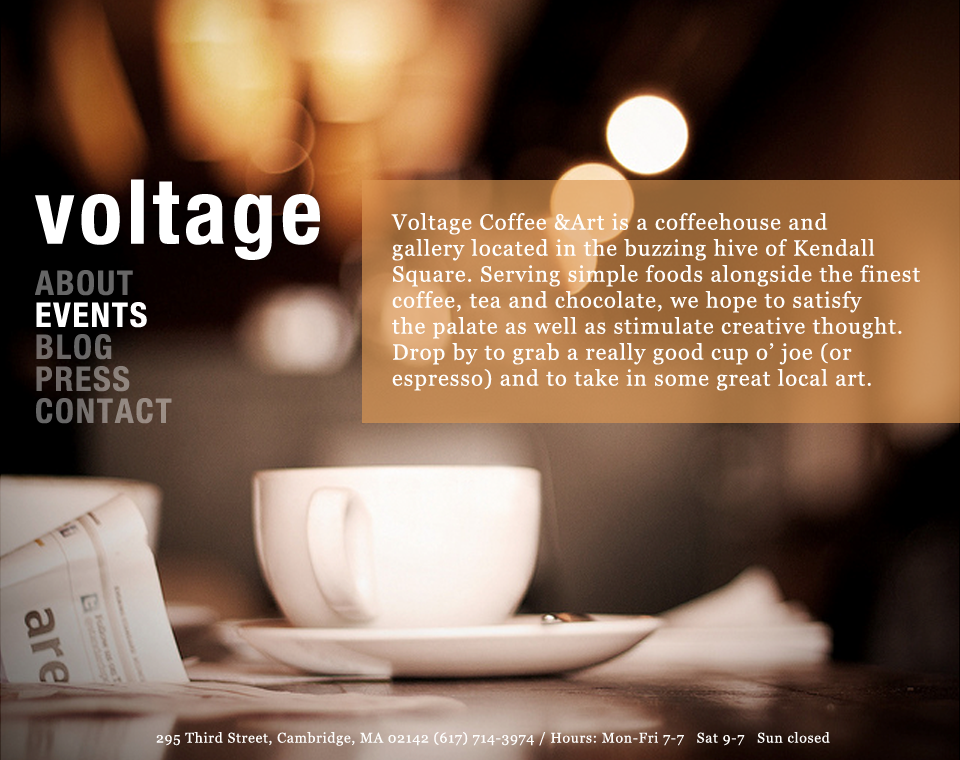 voltage
ABOUT
EVENTS
BLOG
PRESS
CONTACT
Voltage Coffee &Art is a coffeehouse and
gallery located in the buzzing hive of Kendall
Square. Serving simple foods alongside the finest
coffee, tea and chocolate, we hope to satisfy
the palate as well as stimulate creative thought.
Drop by to grab a really good cup o’ joe (or
espresso) and to take in some great local art.
are
295 Third Street, Cambridge, MA 02142 (617) 714-3974 / Hours: Mon-Fri 7-7 Sat 9-7 Sun closed